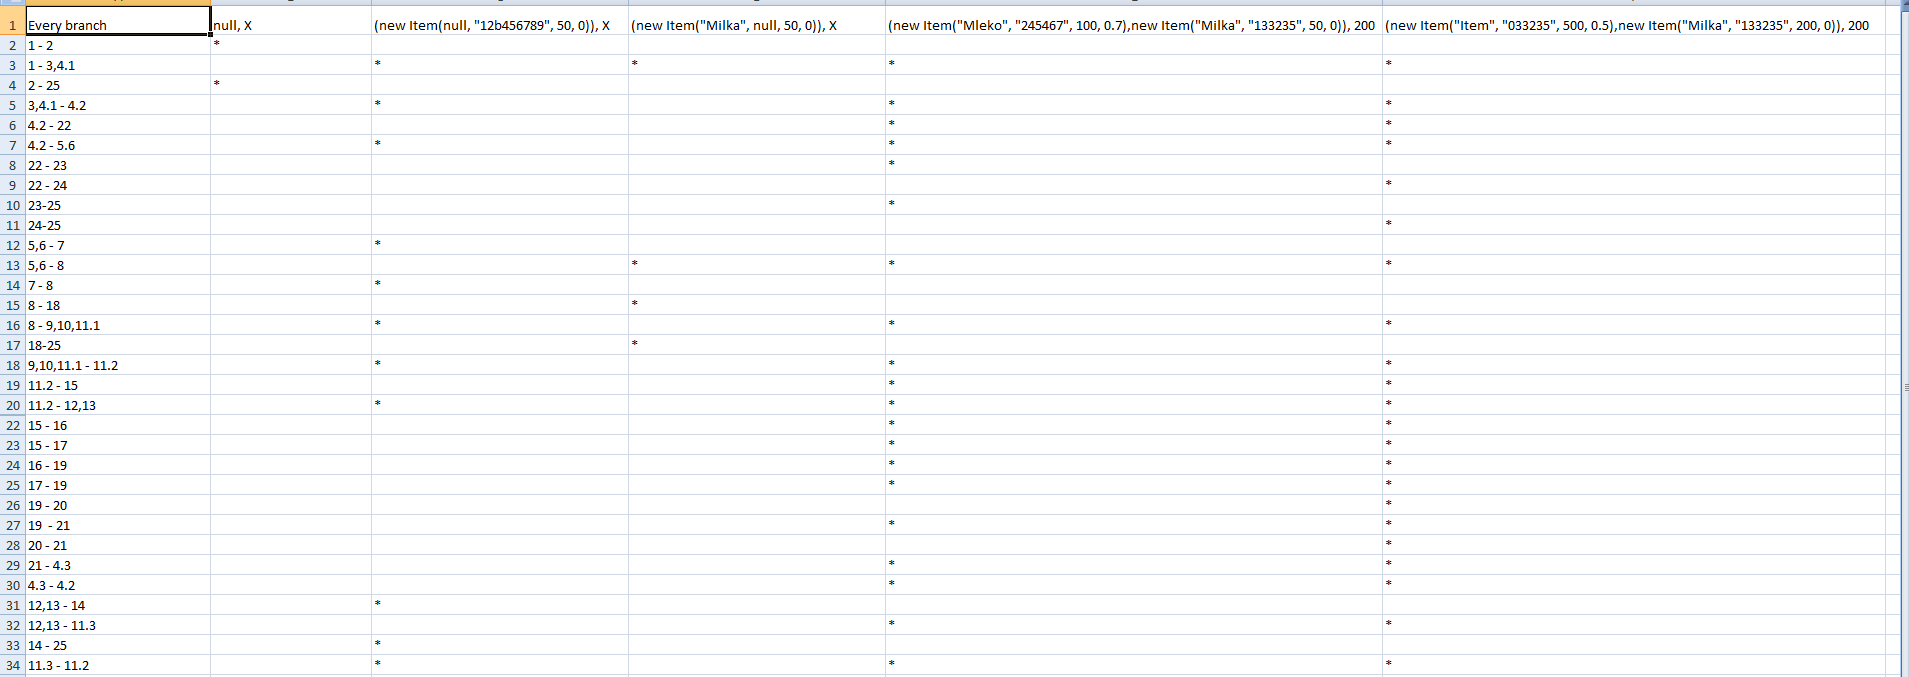 1 Every branch null, X (new Item(null, "12b456789", 50, 0)), X (new Item("Milka", null, 50, 0)), X (new Item("Mleko", "245467", 100, 0.7),new Item("Milka", "133235", 50, 0)), 200 (new Item("Item", "033235", 500, 0.5),new Item("Milka", "133235", 200, 0)), 200
2 1 - 2 *
3 1 - 3,4.1 * * * *
4 2 - 25 *
5 3,4.1 - 4.2 * * *
6 4.2 - 22 * *
7 4.2 - 5.6 * * *
8 22 - 23 *
9 22 - 24 *
10 23-25 *
11 24-25 *
12 5,6 - 7 *
13 5,6 - 8 * * *
14 7 - 8 *
15 8 - 18 *
16 8 - 9,10,11.1 * * *
17 18-25 *
18 9,10,11.1 - 11.2 * * *
19 11.2 - 15 * *
20 11.2 - 12,13 * * *
22 15 - 16 * *
23 15 - 17 * *
24 16 - 19 * *
25 17 - 19 * *
26 19 - 20 *
27 19  - 21 * *
28 20 - 21 *
29 21 - 4.3 * *
30 4.3 - 4.2 * *
31 12,13 - 14 *
32 12,13 - 11.3 * *
33 14 - 25 *
34 11.3 - 11.2 * * *